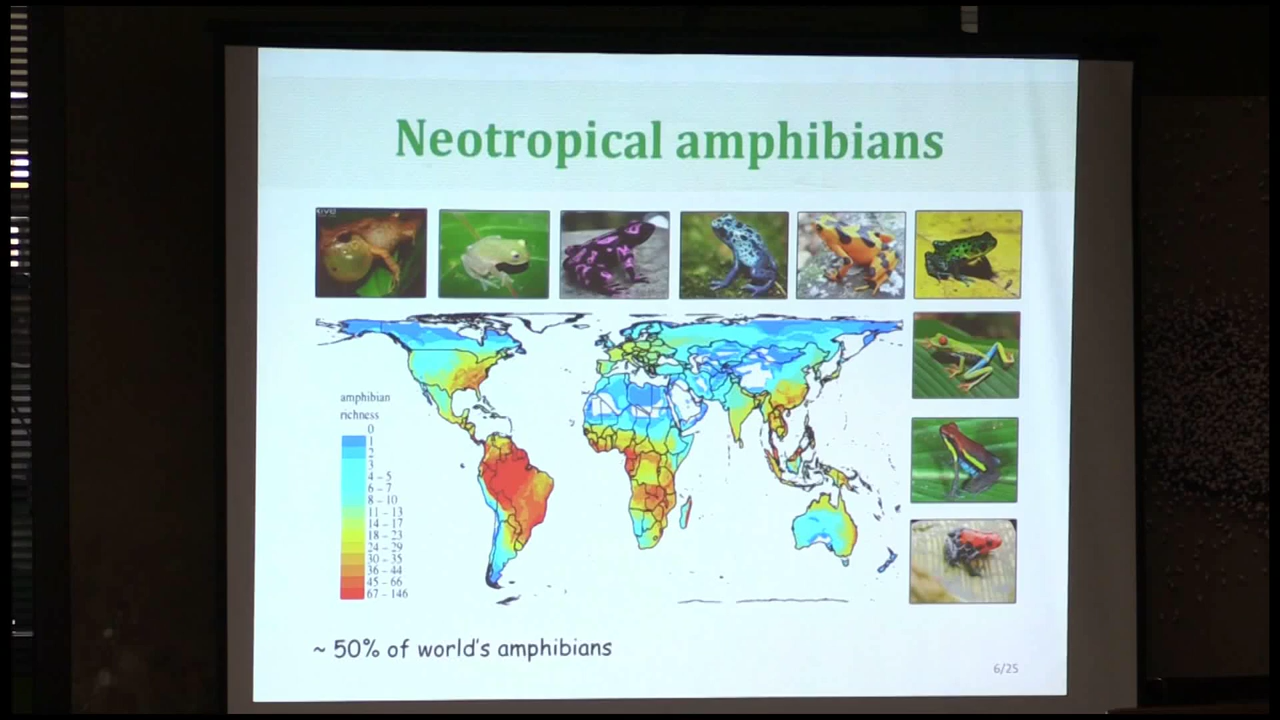 Neotropical amphibians
amphibian
richness
0
1
2
3
4 – 5
6 – 7
8 – 10
11 – 13
14 – 17
18 – 23
24 – 29
30 – 35
36 – 44
45 – 66
67 – 146
~ 50% of world's amphibians
6/25